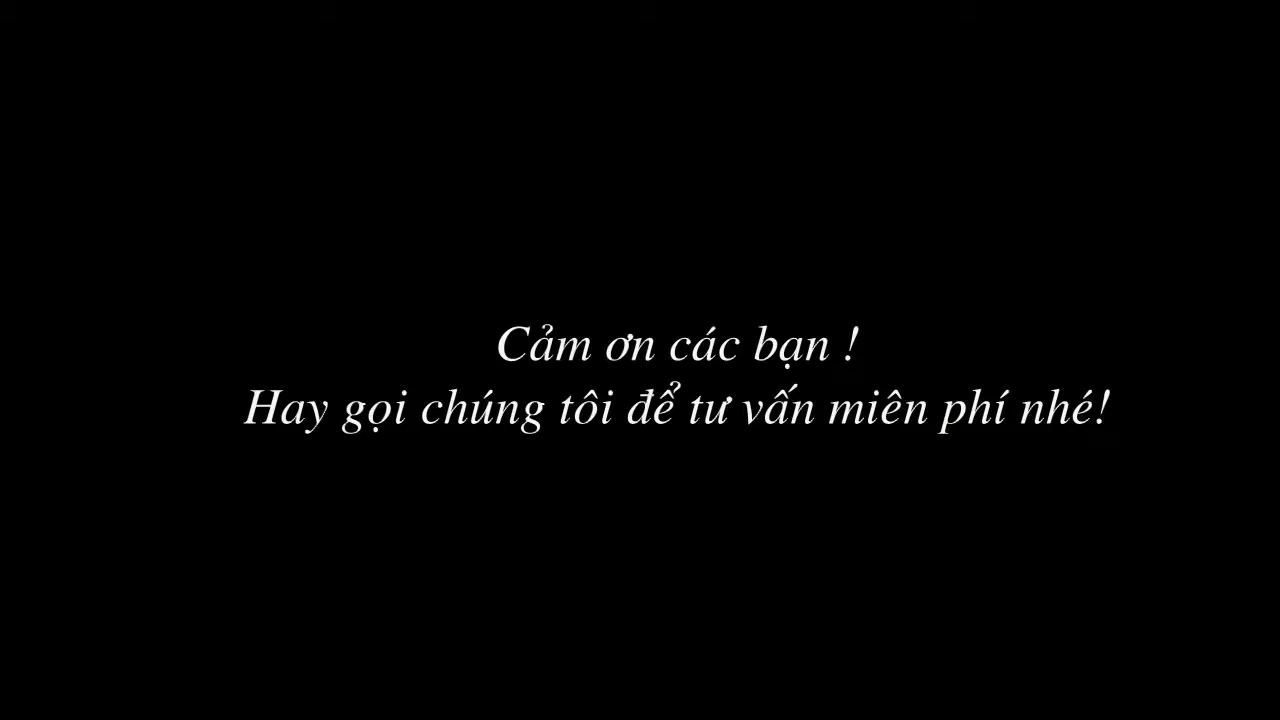 Cảm ơn các bạn !
Hay gọi chúng tôi để tư vấn miên phí nhé!